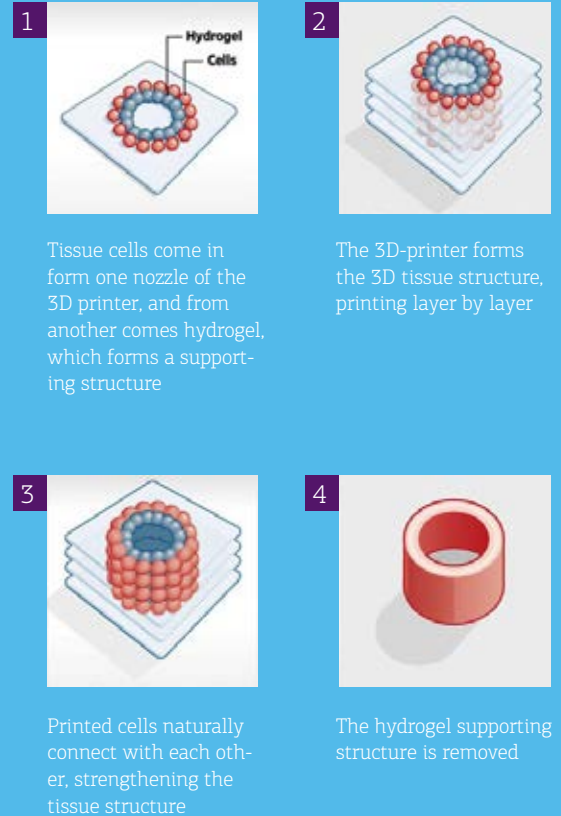 1
Hydrogel
Cells
Tissue cells come in
form one nozzle of the
3D printer, and from
another comes hydrogel,
which forms a support-
ing structure
2
The 3D-printer forms
the 3D tissue structure,
printing layer by layer
3
Printed cells naturally
connect with each oth-
er, strengthening the
tissue structure
4
The hydrogel supporting
structure is removed